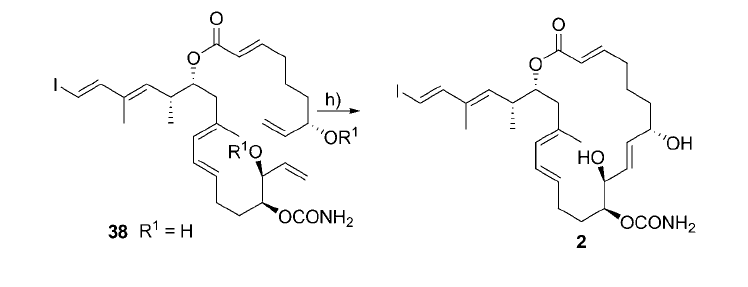 O
O
I
h)
OR¹
R¹O
OCONH₂
38 R¹ = H
O
O
I
OH
HO
OCONH₂
2